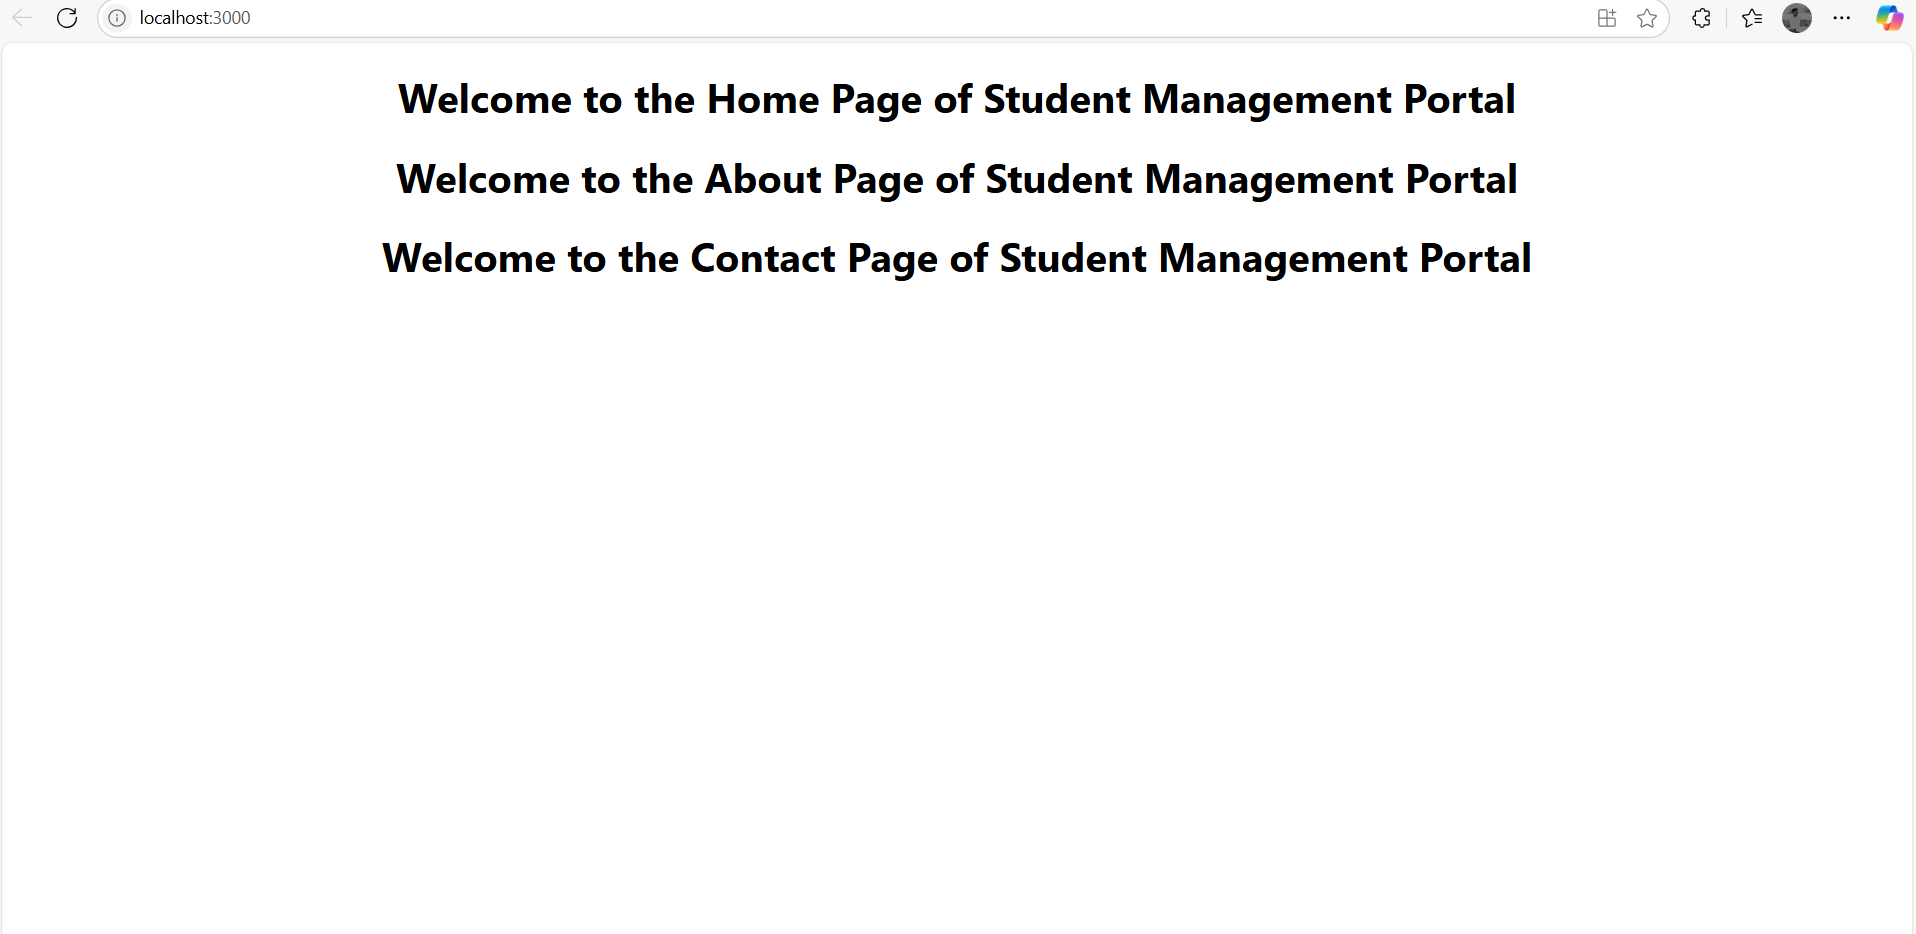 localhost:3000
Welcome to the Home Page of Student Management Portal
Welcome to the About Page of Student Management Portal
Welcome to the Contact Page of Student Management Portal